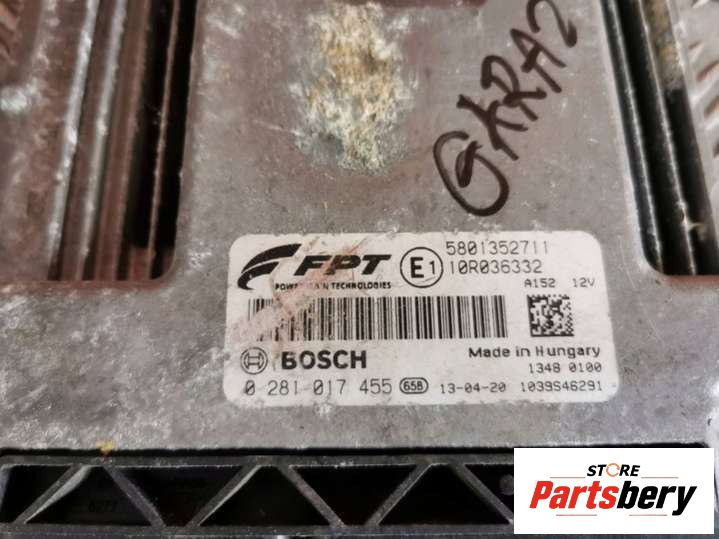 GARAZ
FPT
POWERTRAIN TECHNOLOGIES
E1
5801352711
10R036332
A152 12V
BOSCH
Made in Hungary
1348 0100
0 281 017 455 658 13-04-20 1039S46291
STORE
Partsbery